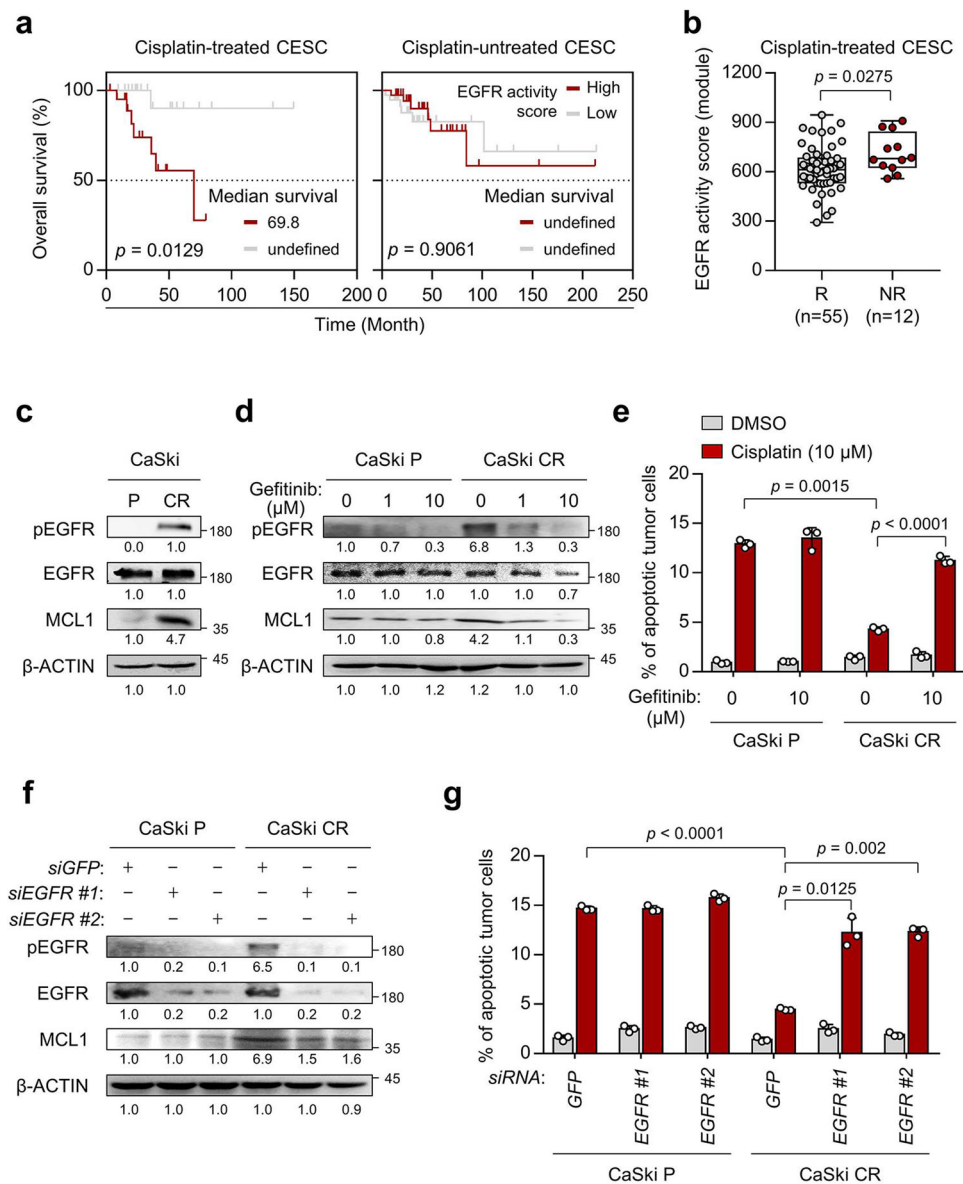 a
Cisplatin-treated CESC
Cisplatin-untreated CESC
Overall survival (%)
100
50
0
EGFR activity score
High
Low
Median survival
69.8
undefined
p = 0.0129
Median survival
undefined
undefined
p = 0.9061
0 50 100 150 200
0 50 100 150 200 250
Time (Month)
b
Cisplatin-treated CESC
p = 0.0275
EGFR activity score (module)
1200
900
600
300
0
R NR
(n=55) (n=12)
c
CaSki
P CR
pEGFR 180
0.0 1.0
EGFR 180
1.0 1.0
MCL1 35
1.0 4.7
β-ACTIN 45
1.0 1.0
d
CaSki P CaSki CR
Gefitinib: 0 1 10 0 1 10
(µM)
pEGFR 180
1.0 0.7 0.3 6.8 1.3 0.3
EGFR 180
1.0 1.0 1.0 1.0 1.0 0.7
MCL1 35
1.0 1.0 0.8 4.2 1.1 0.3
β-ACTIN 45
1.0 1.0 1.2 1.2 1.0 1.0
e
DMSO
Cisplatin (10 µM)
p = 0.0015
p < 0.0001
% of apoptotic tumor cells
20
15
10
5
0
Gefitinib: 0 10 0 10
(µM)
CaSki P CaSki CR
f
CaSki P CaSki CR
siGFP: + − − + − −
siEGFR #1: − + − − + −
siEGFR #2: − − + − − +
pEGFR 180
1.0 0.2 0.1 6.5 0.1 0.1
EGFR 180
1.0 0.2 0.2 1.0 0.2 0.2
MCL1 35
1.0 1.0 1.0 6.9 1.5 1.6
β-ACTIN 45
1.0 1.0 1.0 1.0 1.0 0.9
g
p < 0.0001
p = 0.002
p = 0.0125
% of apoptotic tumor cells
20
15
10
5
0
siRNA: GFP EGFR #1 EGFR #2 GFP EGFR #1 EGFR #2
CaSki P CaSki CR